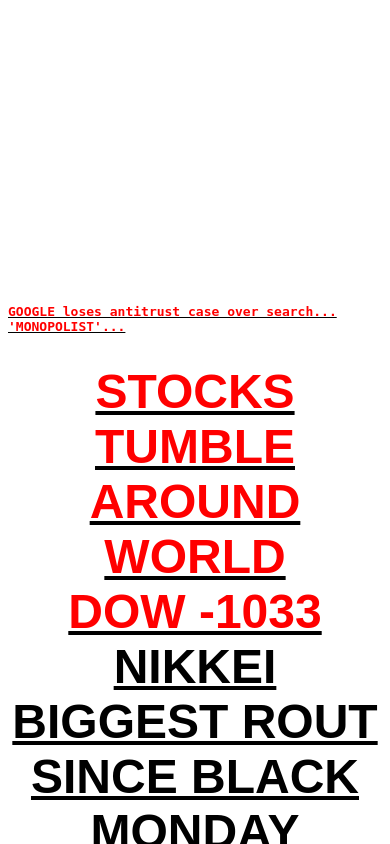 GOOGLE loses antitrust case over search...
'MONOPOLIST'...
STOCKS
TUMBLE
AROUND
WORLD
DOW -1033
NIKKEI
BIGGEST ROUT
SINCE BLACK
MONDAY